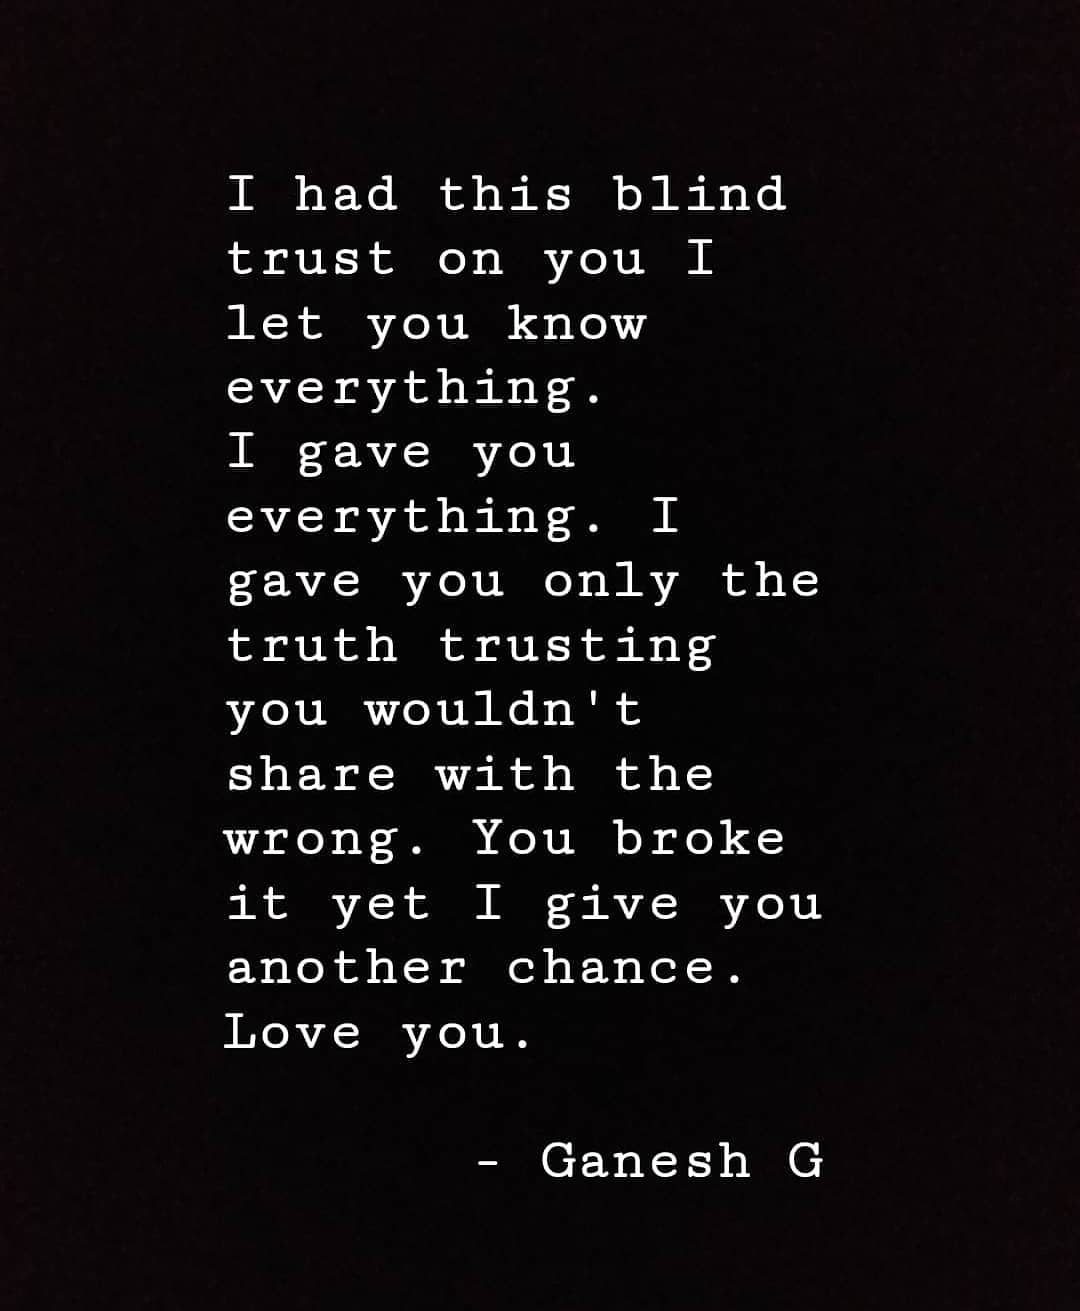 I had this blind
trust on you I
let you know
everything.
I gave you
everything. I
gave you only the
truth trusting
you wouldn't
share with the
wrong. You broke
it yet I give you
another chance.
Love you.
- Ganesh G